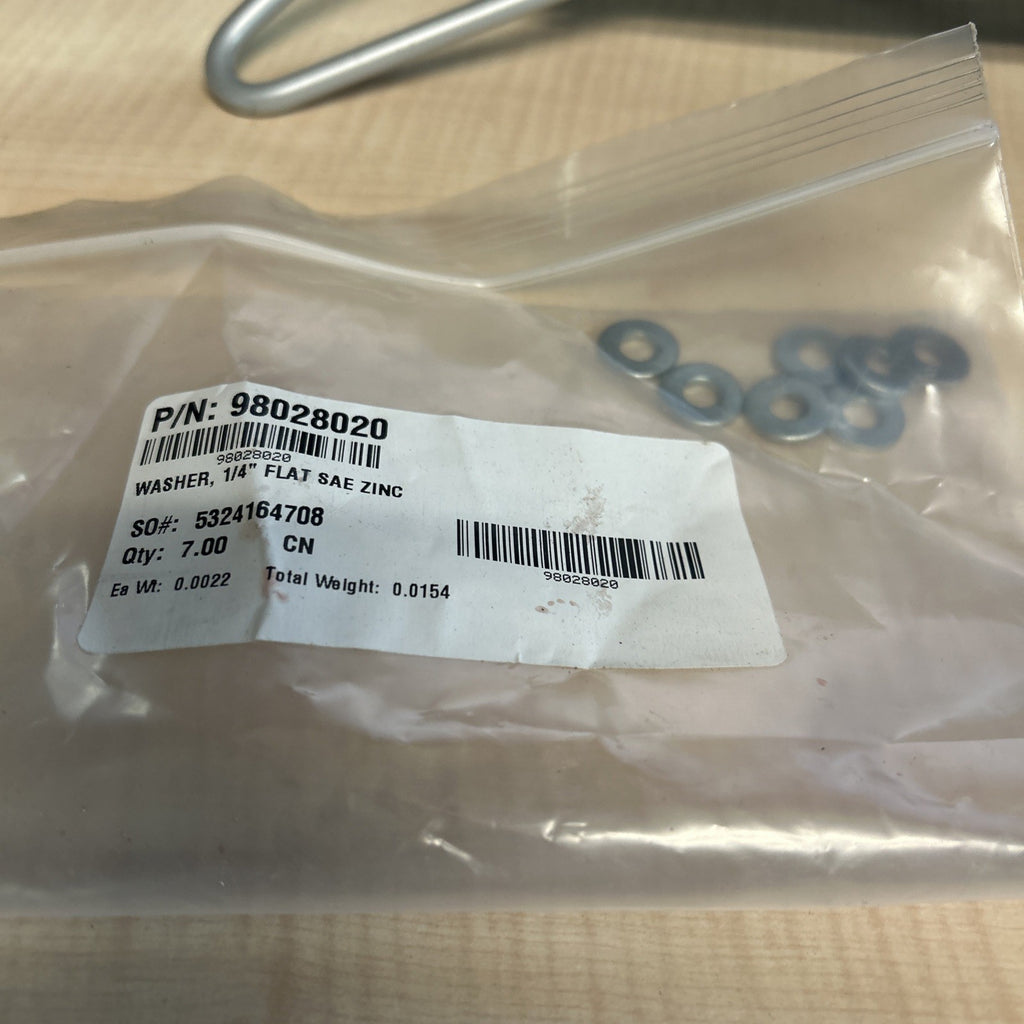 P/N: 98028020
98028020
WASHER, 1/4" FLAT SAE ZINC
SO#: 5324164708
Qty: 7.00 CN
Ea Wt: 0.0022 Total Weight: 0.0154
98028020